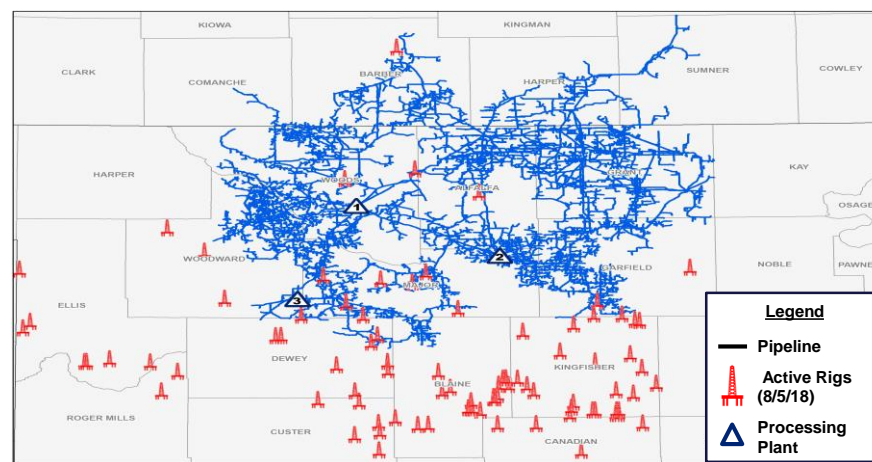 KIOWA
KINGMAN
CLARK
COMANCHE
BARBER
HARPER
SUMNER
COWLEY
HARPER
WOODS
ALFALFA
GRANT
KAY
OSAGE
1
2
3
WOODWARD
MAJOR
GARFIELD
NOBLE
PAWNE
ELLIS
DEWEY
BLAINE
KINGFISHER
ROGER MILLS
CUSTER
CANADIAN
Legend
Pipeline
Active Rigs
(8/5/18)
Processing
Plant